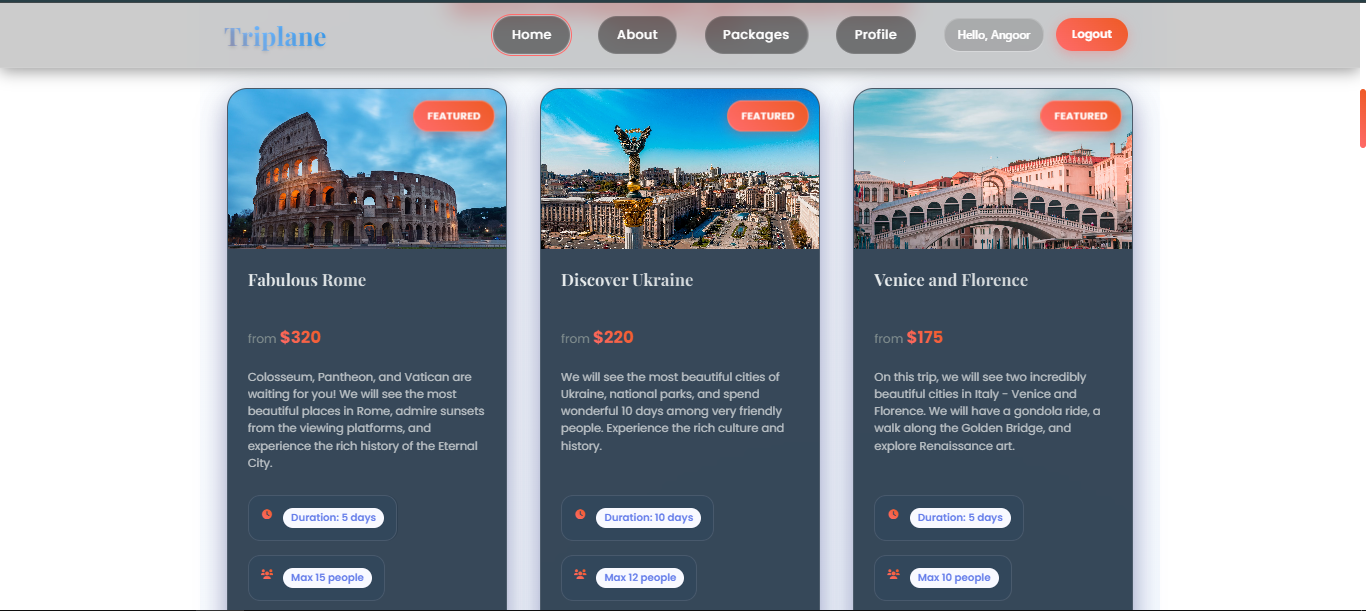 Triplane
Home
About
Packages
Profile
Hello, Angoor
Logout
FEATURED
FEATURED
FEATURED
Fabulous Rome
from $320
Colosseum, Pantheon, and Vatican are
waiting for you! We will see the most
beautiful places in Rome, admire sunsets
from the viewing platforms, and
experience the rich history of the Eternal
City.
Duration: 5 days
Max 15 people
Discover Ukraine
from $220
We will see the most beautiful cities of
Ukraine, national parks, and spend
wonderful 10 days among very friendly
people. Experience the rich culture and
history.
Duration: 10 days
Max 12 people
Venice and Florence
from $175
On this trip, we will see two incredibly
beautiful cities in Italy - Venice and
Florence. We will have a gondola ride, a
walk along the Golden Bridge, and
explore Renaissance art.
Duration: 5 days
Max 10 people